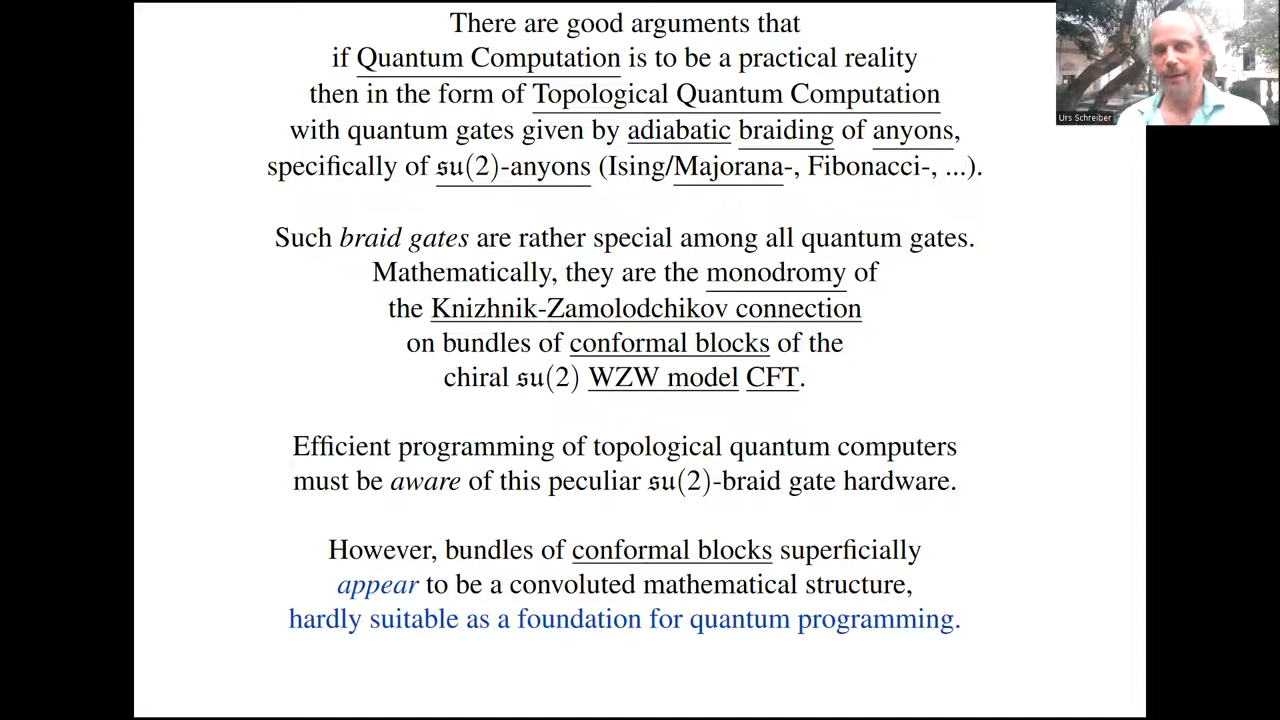 There are good arguments that
if Quantum Computation is to be a practical reality
then in the form of Topological Quantum Computation
with quantum gates given by adiabatic braiding of anyons,
specifically of 𝔰𝔲(2)-anyons (Ising/Majorana-, Fibonacci-, ...).
Such braid gates are rather special among all quantum gates.
Mathematically, they are the monodromy of
the Knizhnik-Zamolodchikov connection
on bundles of conformal blocks of the
chiral 𝔰𝔲(2) WZW model CFT.
Efficient programming of topological quantum computers
must be aware of this peculiar 𝔰𝔲(2)-braid gate hardware.
However, bundles of conformal blocks superficially
appear to be a convoluted mathematical structure,
hardly suitable as a foundation for quantum programming.
Urs Schreiber